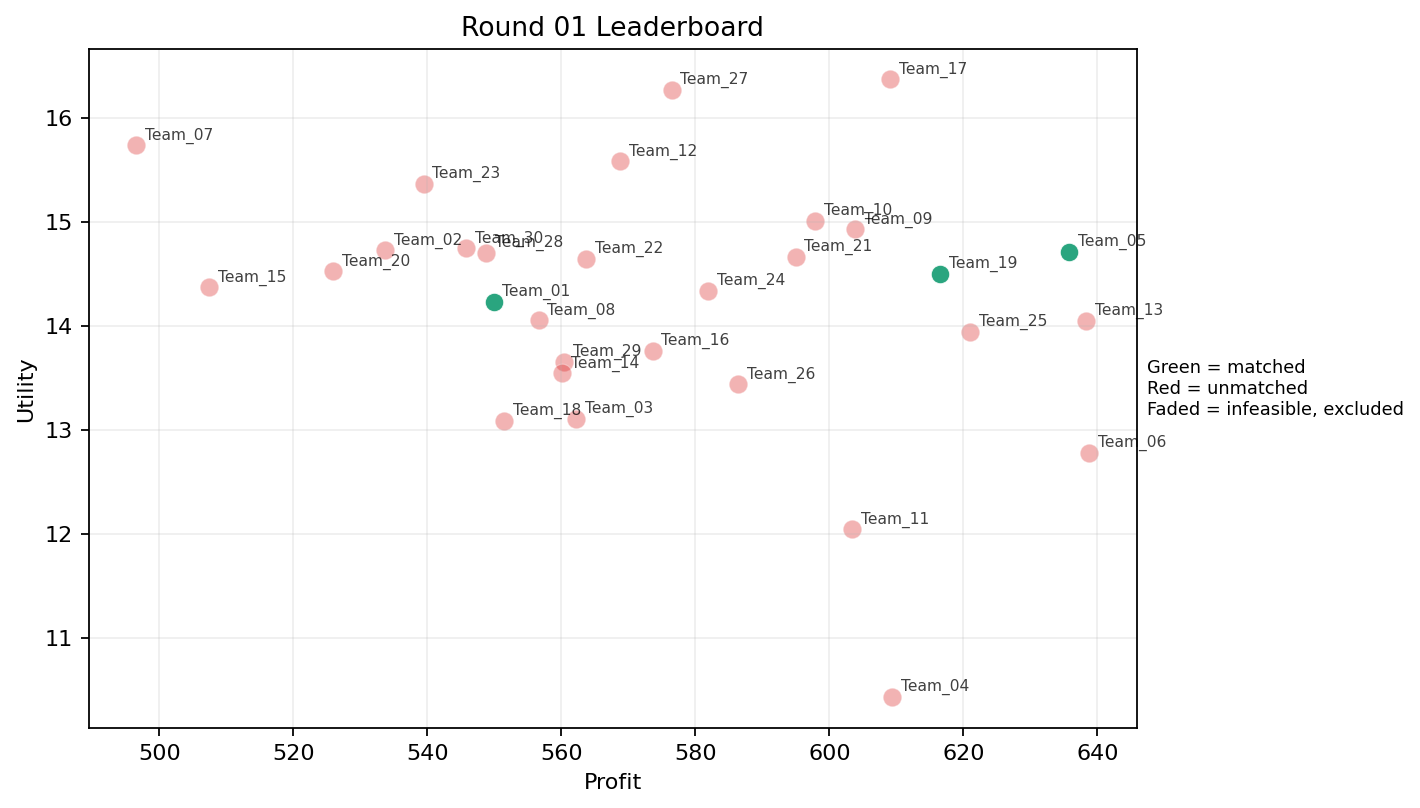 Round 01 Leaderboard
Team_17
Team_27
Team_07
Team_12
Team_23
Team_10
Team_09
Team_02
Team_30
Team_28
Team_22
Team_21
Team_05
Team_20
Team_19
Team_15
Team_24
Team_01
Team_08
Team_13
Team_25
Team_16
Team_29
Team_14
Team_26
Team_18
Team_03
Team_06
Team_11
Team_04
16
15
14
13
12
11
Utility
500
520
540
560
580
600
620
640
Profit
Green = matched
Red = unmatched
Faded = infeasible, excluded